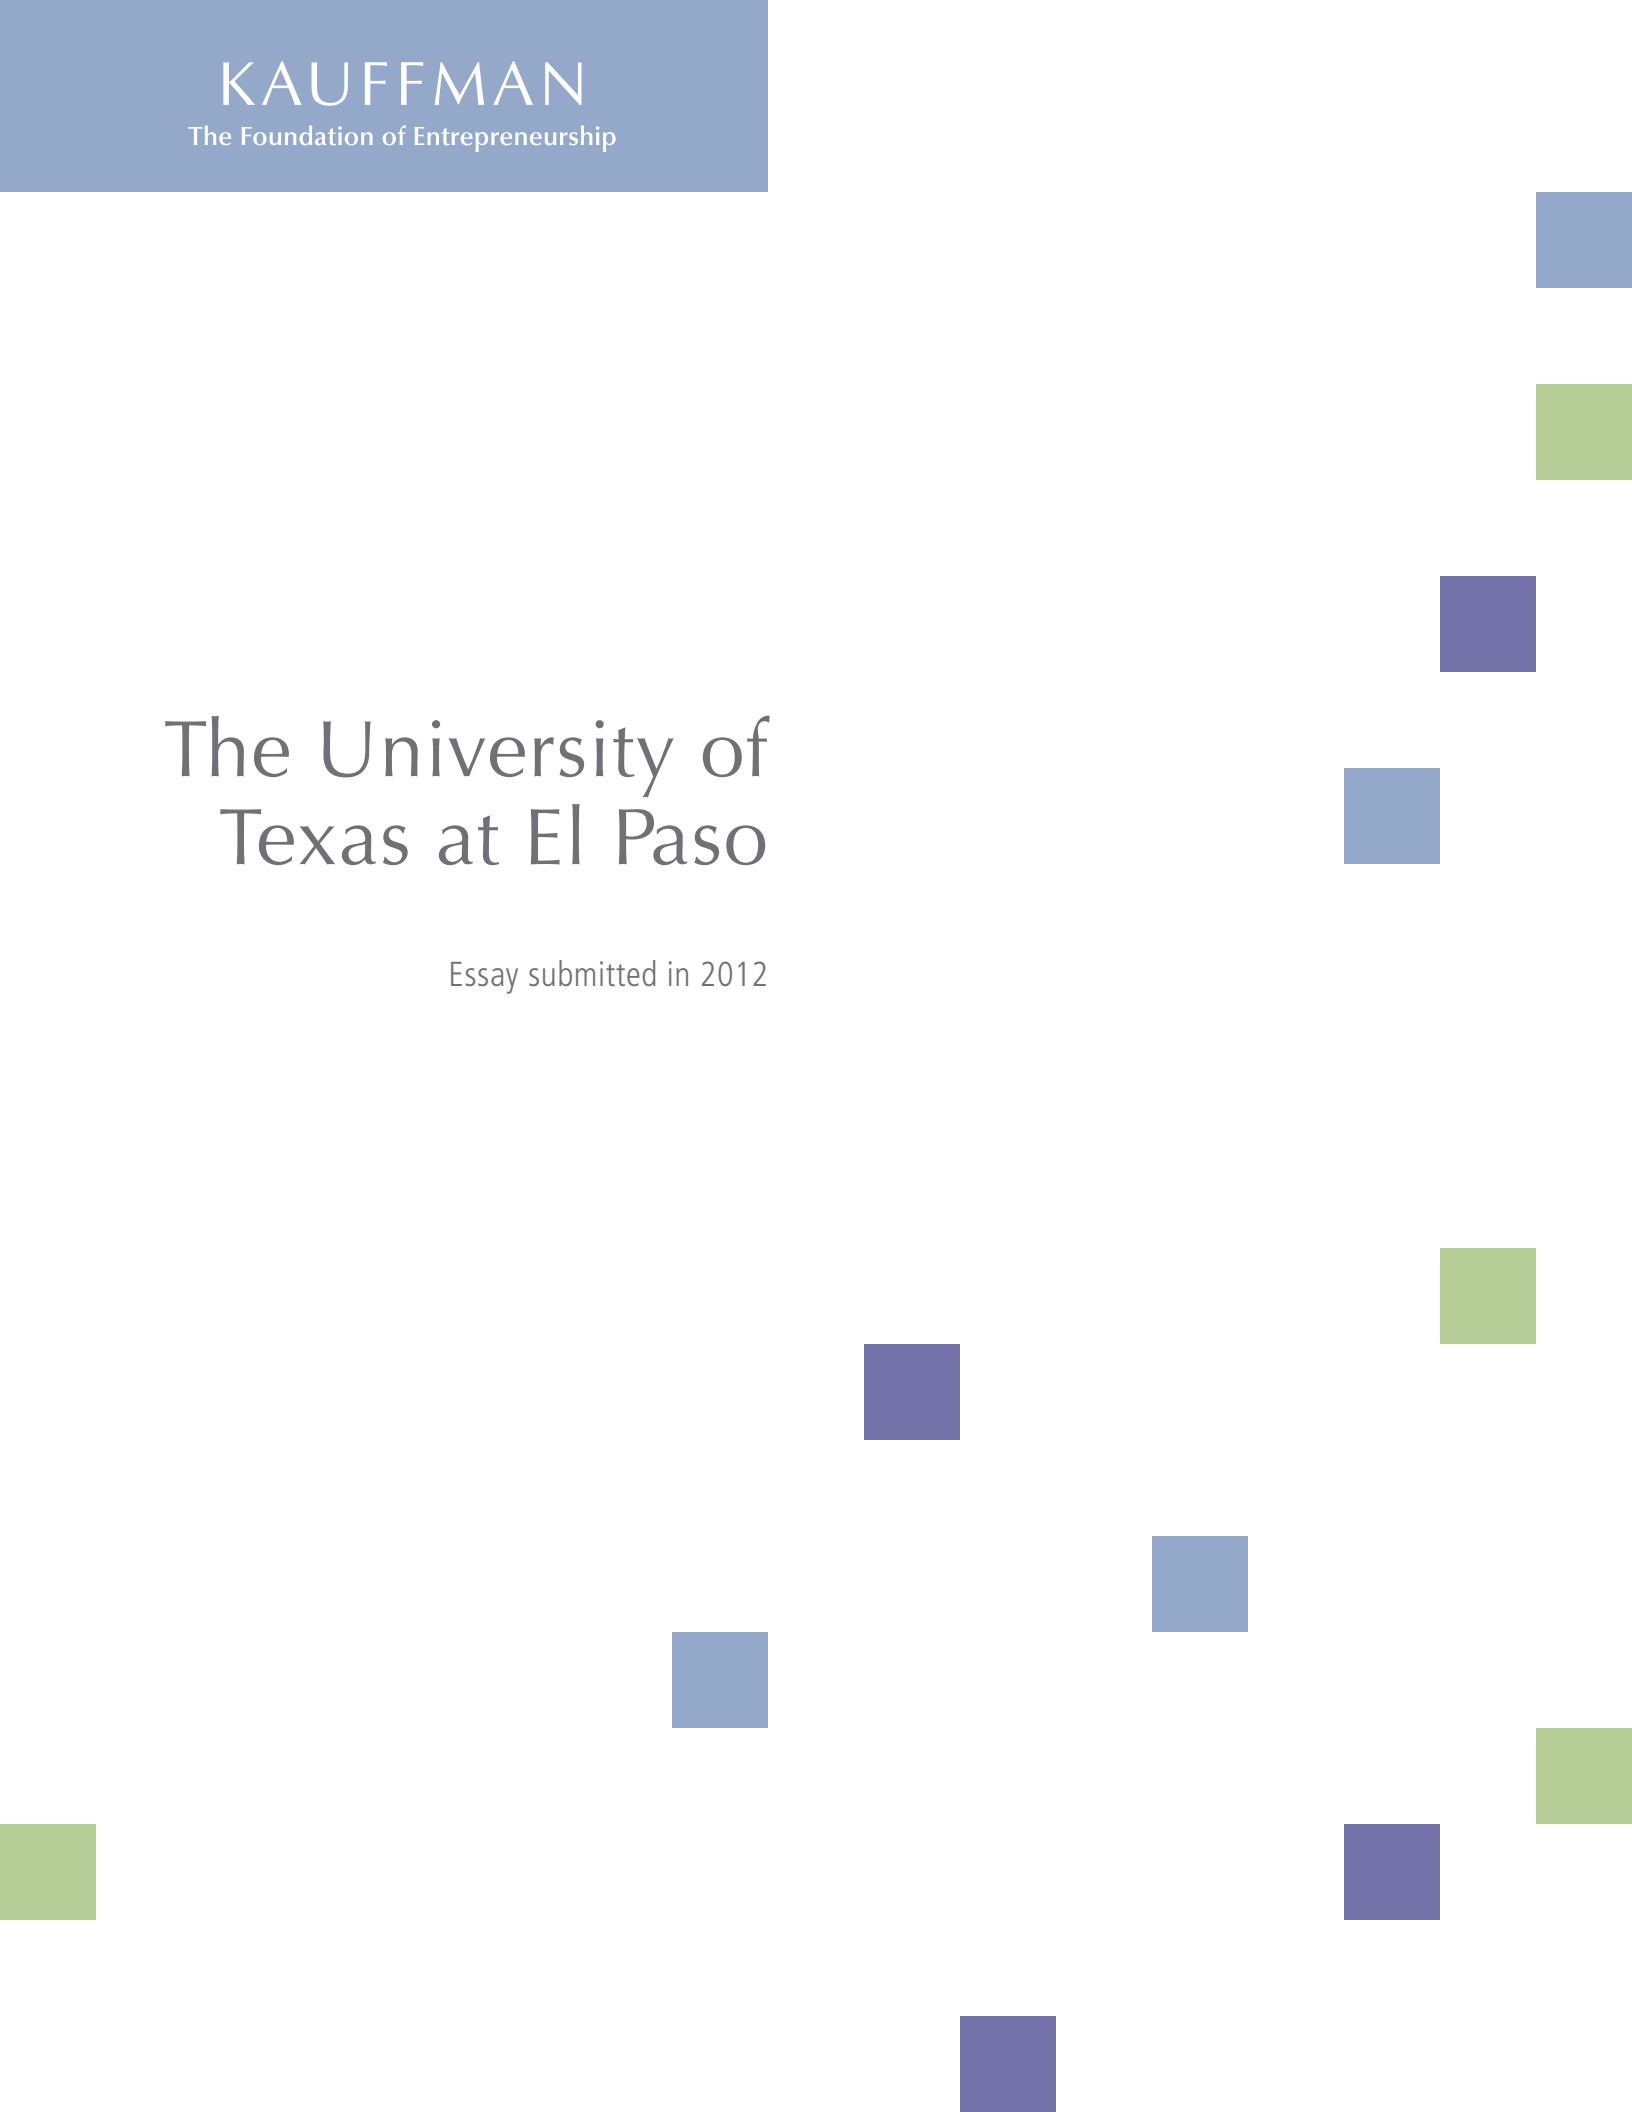 KAUFFMAN
The Foundation of Entrepreneurship
The University of
Texas at El Paso
Essay submitted in 2012